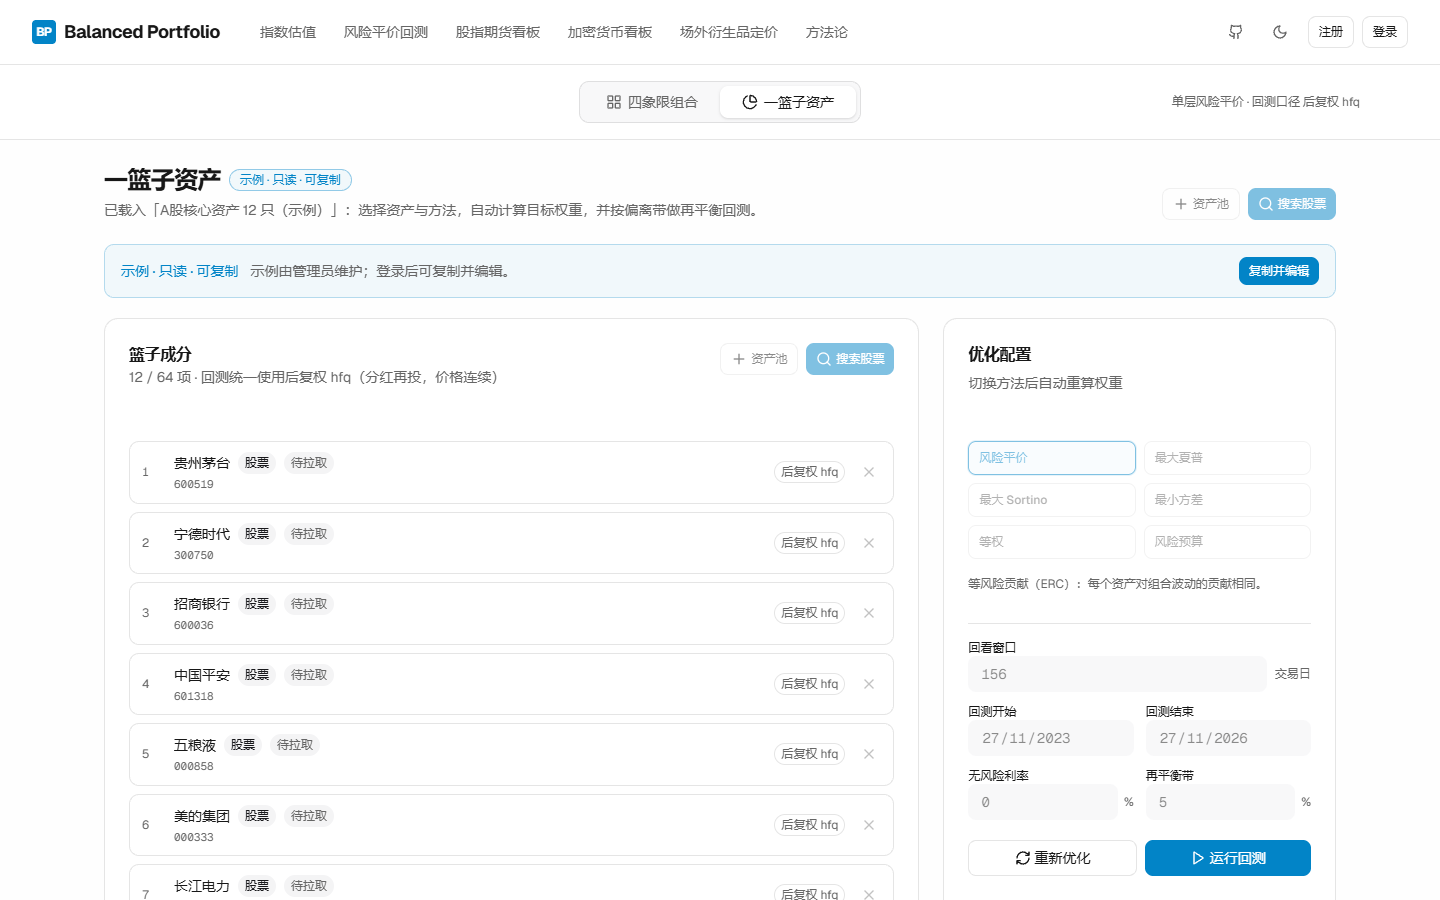 BP Balanced Portfolio 指数估值 风险平价回测 股指期货看板 加密货币看板 场外衍生品定价 方法论 注册 登录
四象限组合 一篮子资产 单层风险平价 · 回测口径 后复权 hfq
一篮子资产 示例 · 只读 · 可复制
已载入「A股核心资产 12 只（示例）」：选择资产与方法，自动计算目标权重，并按偏离带做再平衡回测。
资产池 搜索股票
示例 · 只读 · 可复制 示例由管理员维护；登录后可复制并编辑。 复制并编辑
篮子成分
12 / 64 项 · 回测统一使用后复权 hfq（分红再投，价格连续）
资产池 搜索股票
1 贵州茅台 股票 待拉取 后复权 hfq
600519
2 宁德时代 股票 待拉取 后复权 hfq
300750
3 招商银行 股票 待拉取 后复权 hfq
600036
4 中国平安 股票 待拉取 后复权 hfq
601318
5 五粮液 股票 待拉取 后复权 hfq
000858
6 美的集团 股票 待拉取 后复权 hfq
000333
7 长江电力 股票 待拉取 后复权 hfq
优化配置
切换方法后自动重算权重
风险平价 最大夏普
最大 Sortino 最小方差
等权 风险预算
等风险贡献（ERC）：每个资产对组合波动的贡献相同。
回看窗口
156 交易日
回测开始 回测结束
27/11/2023 27/11/2026
无风险利率 再平衡带
0 % 5 %
重新优化 运行回测